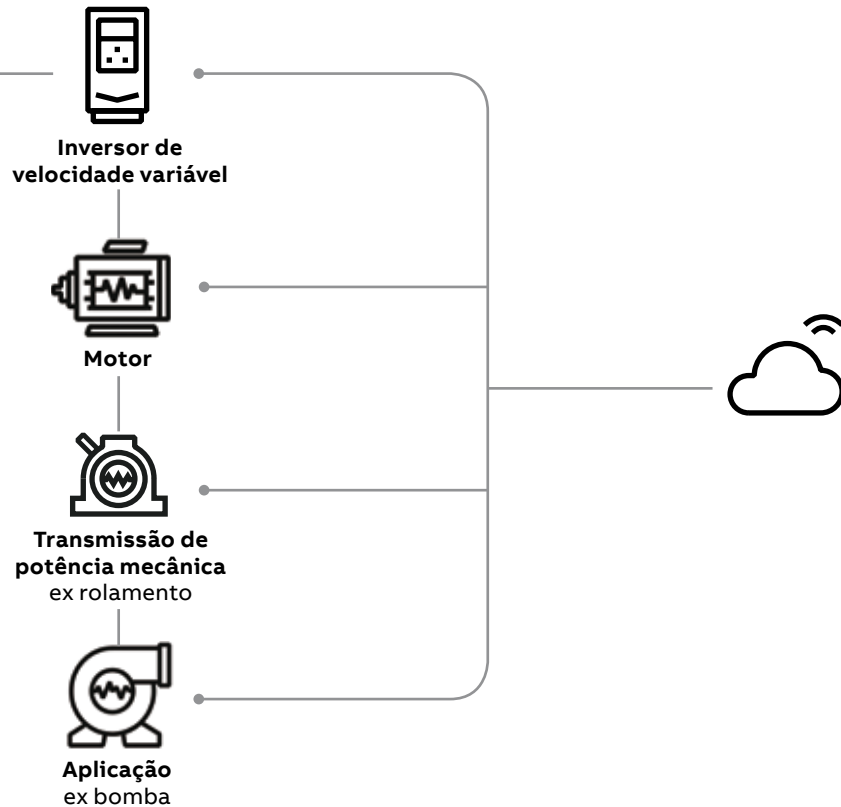 Inversor de
velocidade variável
Motor
Transmissão de
potência mecânica
ex rolamento
Aplicação
ex bomba